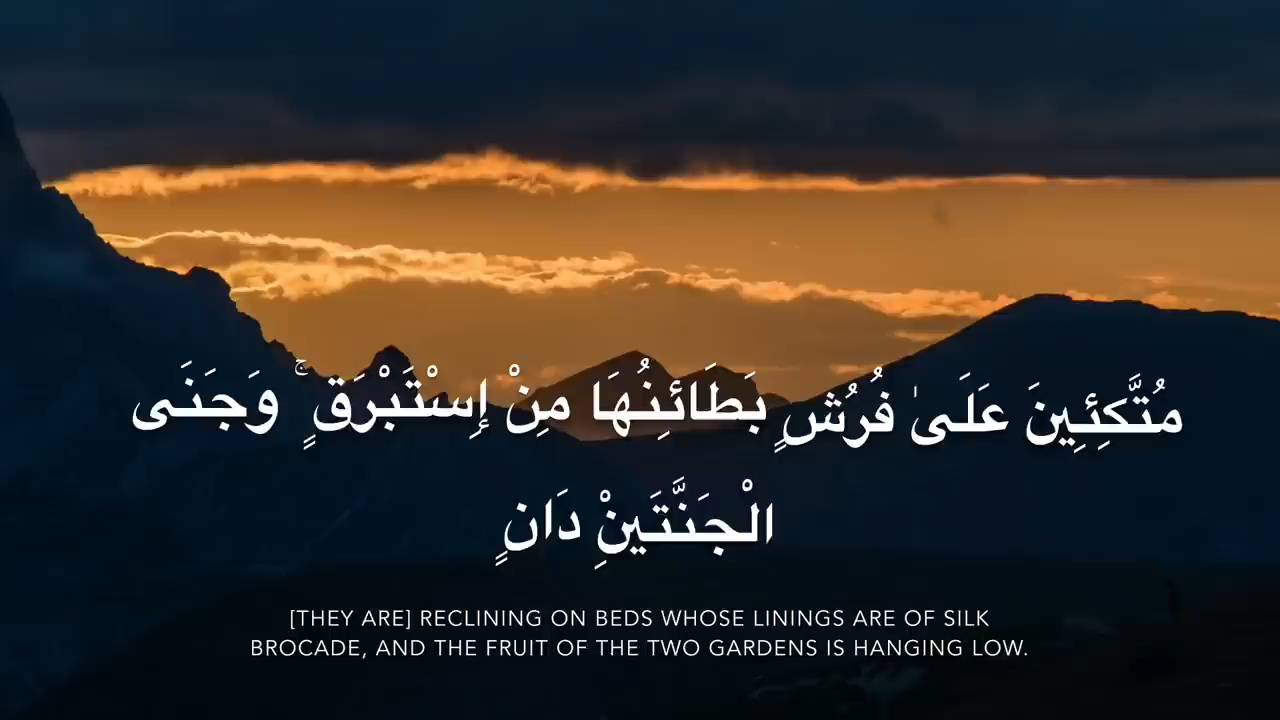 مُتَّكِئِينَ عَلَىٰ فُرُشٍ بَطَائِنُهَا مِنْ إِسْتَبْرَقٍ ۚ وَجَنَى
الْجَنَّتَيْنِ دَانٍ
[THEY ARE] RECLINING ON BEDS WHOSE LININGS ARE OF SILK
BROCADE, AND THE FRUIT OF THE TWO GARDENS IS HANGING LOW.